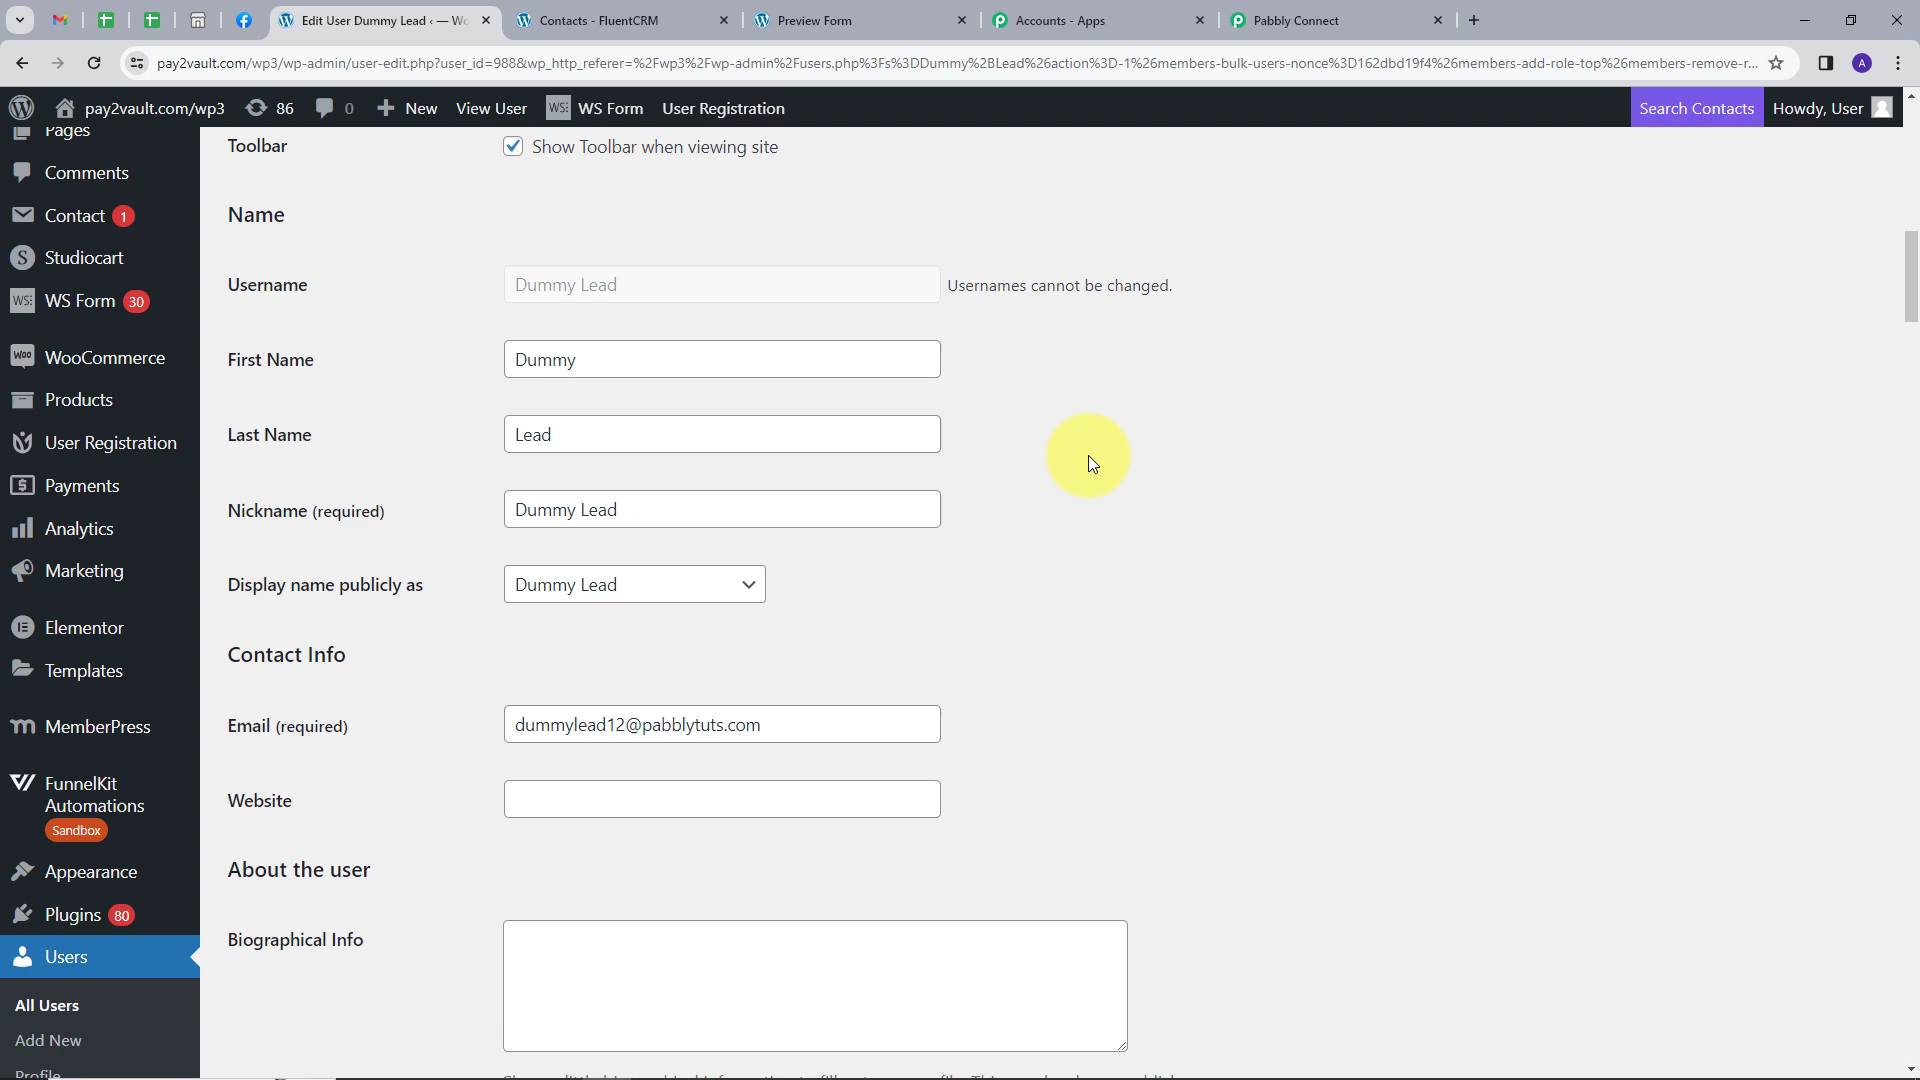 Edit User Dummy Lead ‹ — Wo
Contacts - FluentCRM
Preview Form
Accounts - Apps
Pabbly Connect
pay2vault.com/wp3/wp-admin/user-edit.php?user_id=988&wp_http_referer=%2Fwp3%2Fwp-admin%2Fusers.php%3Fs%3DDummy%2BLead%26action%3D-1%26members-bulk-users-nonce%3D162dbd19f4%26members-add-role-top%26members-remove-r...
A
pay2vault.com/wp3
86
0
New
View User
WS Form
User Registration
Search Contacts
Howdy, User
Pages
Comments
Contact 1
Studiocart
WS Form 30
WooCommerce
Products
User Registration
Payments
Analytics
Marketing
Elementor
Templates
MemberPress
FunnelKit
Automations
Sandbox
Appearance
Plugins 80
Users
All Users
Add New
Profile
Toolbar
Show Toolbar when viewing site
Name
Username
Dummy Lead
Usernames cannot be changed.
First Name
Dummy
Last Name
Lead
Nickname (required)
Dummy Lead
Display name publicly as
Dummy Lead
Contact Info
Email (required)
dummylead12@pabblytuts.com
Website
About the user
Biographical Info